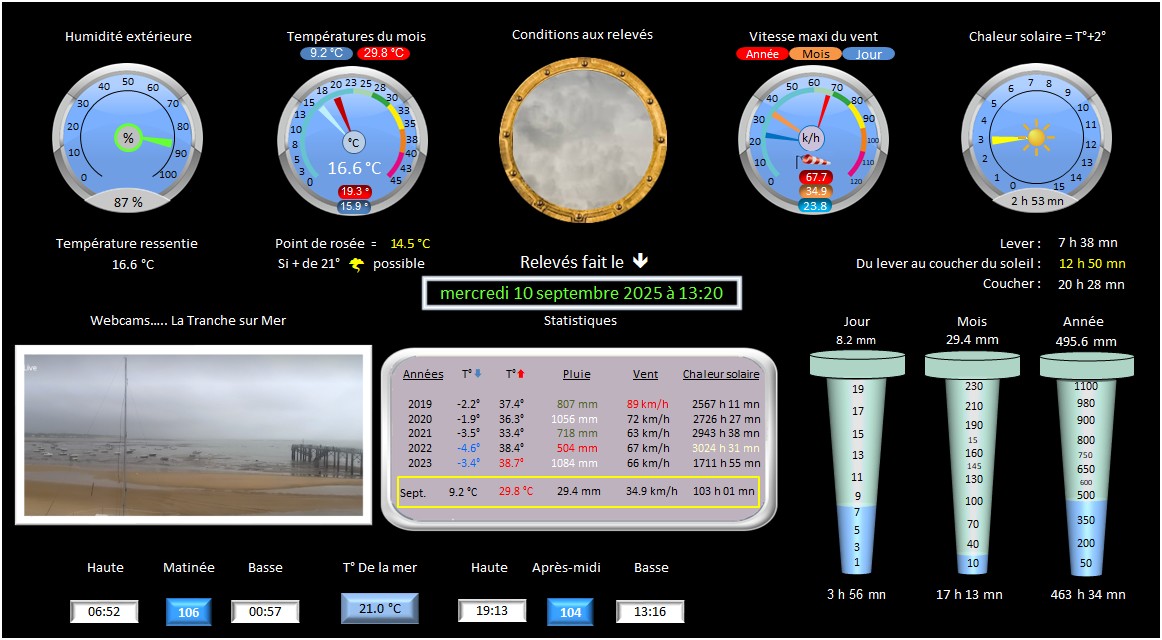 Humidité extérieure
Températures du mois
9.2 °C 29.8 °C
Conditions aux relevés
Vitesse maxi du vent
Année Mois Jour
Chaleur solaire = T°+2°
0 10 20 30 40 50 60 70 80 90 100
%
87 %
0 3 5 8 10 13 15 18 20 23 25 28 30 33 35 38 40 43 45
°C
16.6 °C
19.3 °
15.9 °
0 10 20 30 40 50 60 70 80 90 100 110 120
k/h
67.7
34.9
23.8
0 1 2 3 4 5 6 7 8 9 10 11 12 13 14 15
2 h 53 mn
Température ressentie
16.6 °C
Point de rosée = 14.5 °C
Si + de 21° possible
Relevés fait le
mercredi 10 septembre 2025 à 13:20
Lever : 7 h 38 mn
Du lever au coucher du soleil : 12 h 50 mn
Coucher : 20 h 28 mn
Webcams..... La Tranche sur Mer
Live
Statistiques
Années T° T° Pluie Vent Chaleur solaire
2019 -2.2° 37.4° 807 mm 89 km/h 2567 h 11 mn
2020 -1.9° 36.3° 1056 mm 72 km/h 2726 h 27 mn
2021 -3.5° 33.4° 718 mm 63 km/h 2943 h 38 mn
2022 -4.6° 38.4° 504 mm 67 km/h 3024 h 31 mn
2023 -3.4° 38.7° 1084 mm 66 km/h 1711 h 55 mn
Sept. 9.2 °C 29.8 °C 29.4 mm 34.9 km/h 103 h 01 mn
Jour
8.2 mm
19
17
15
13
11
9
7
5
3
1
3 h 56 mn
Mois
29.4 mm
230
210
190
15
160
145
130
100
70
40
10
17 h 13 mn
Année
495.6 mm
1100
980
900
800
750
650
600
500
350
200
50
463 h 34 mn
Haute Matinée Basse T° De la mer Haute Après-midi Basse
06:52 106 00:57 21.0 °C 19:13 104 13:16